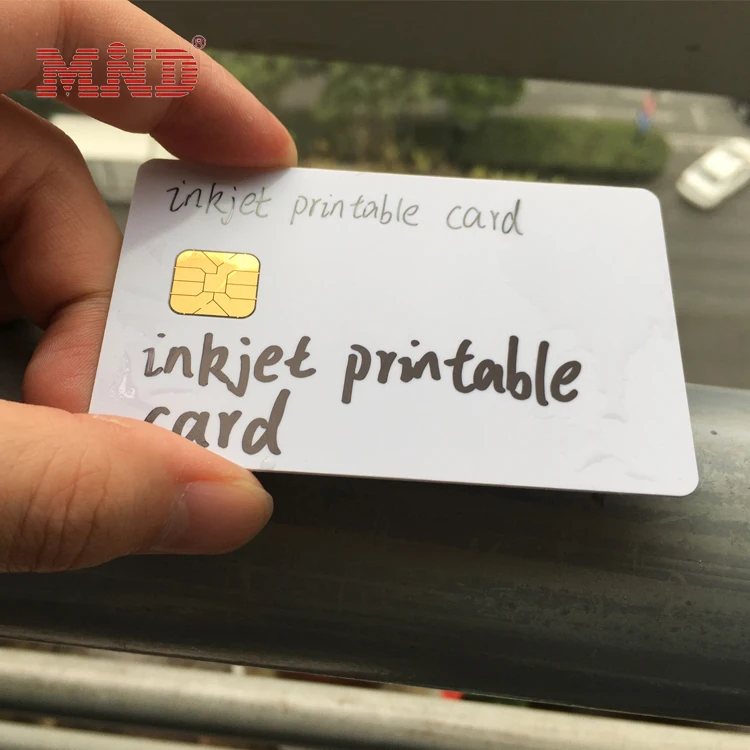 MIND®
inkjet printable card
inkjet printable
card